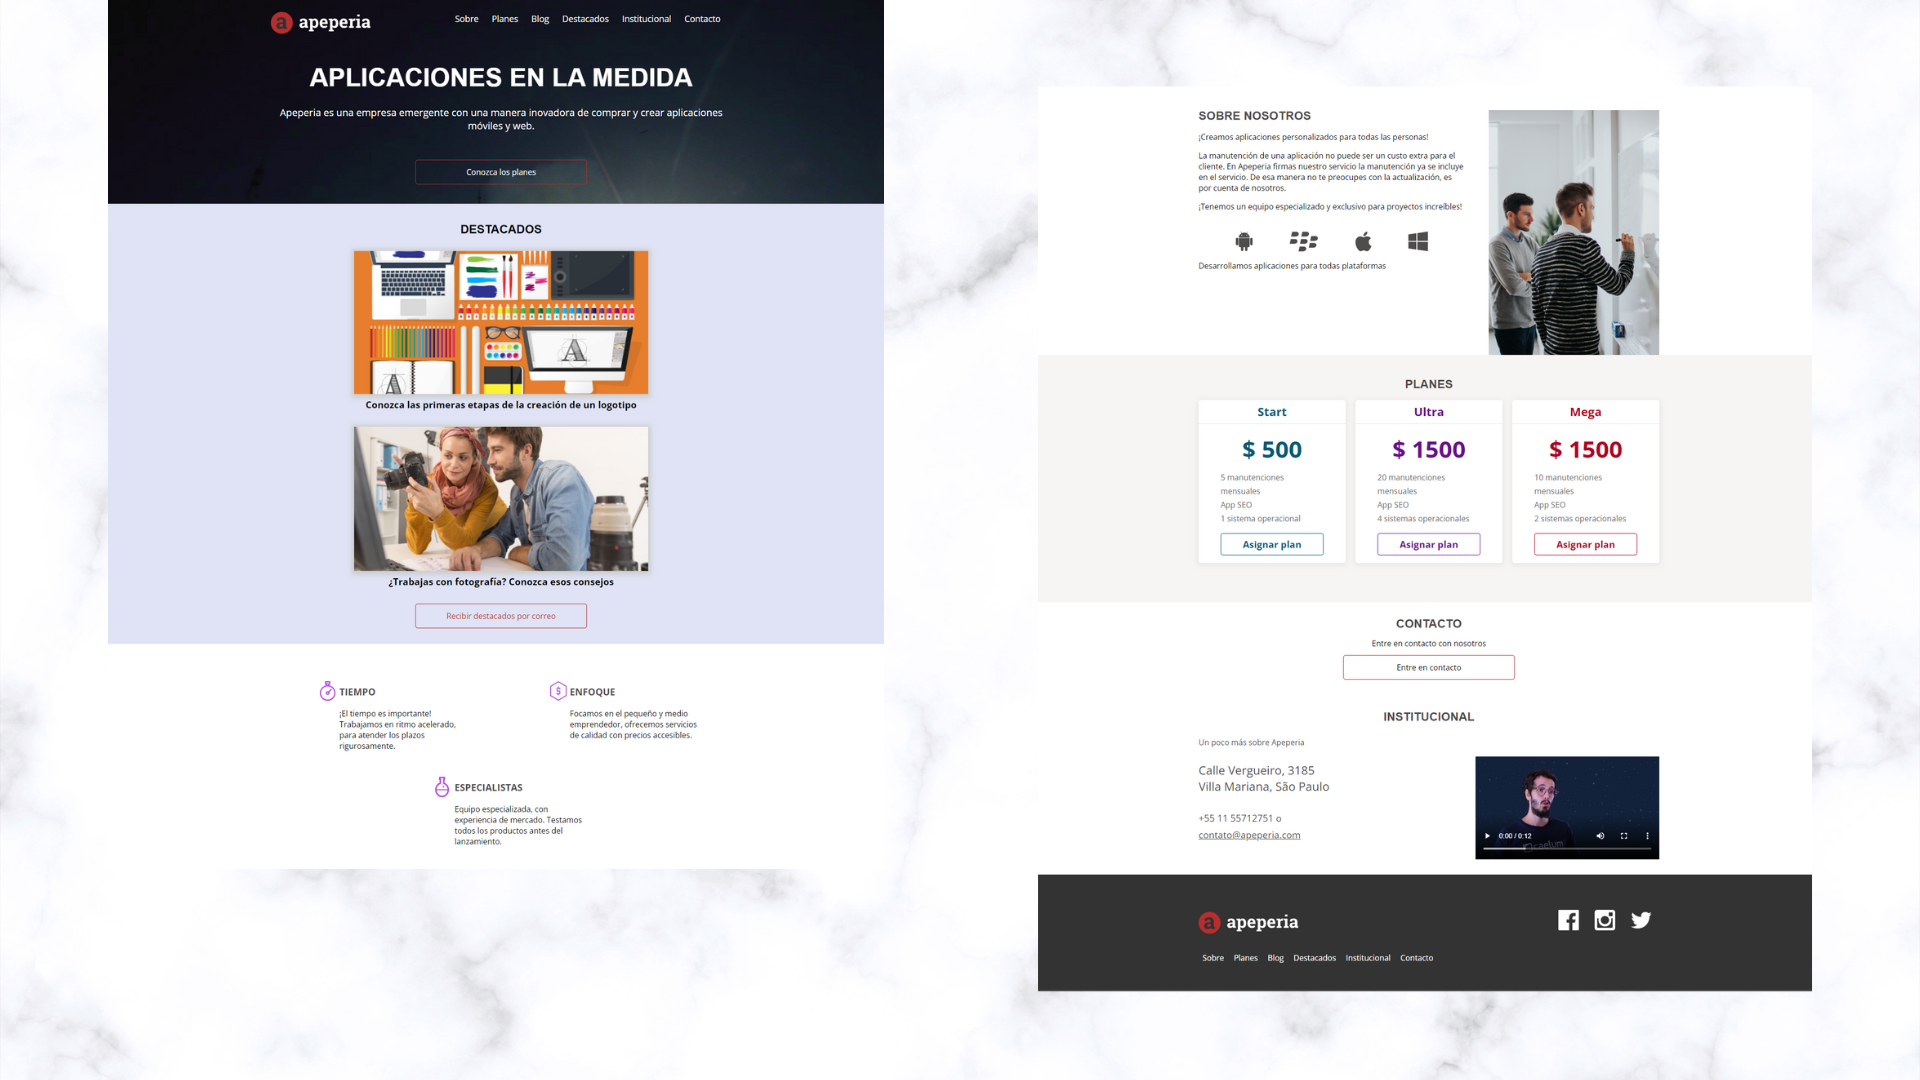 a apeperia
Sobre Planes Blog Destacados Institucional Contacto
APLICACIONES EN LA MEDIDA
Apeperia es una empresa emergente con una manera inovadora de comprar y crear aplicaciones
móviles y web.
Conozca los planes
DESTACADOS
A
A
Conozca las primeras etapas de la creación de un logotipo
¿Trabajas con fotografía? Conozca esos consejos
Recibir destacados por correo
TIEMPO
¡El tiempo es importante!
Trabajamos en ritmo acelerado,
para atender los plazos
rigurosamente.
$ ENFOQUE
Focamos en el pequeño y medio
emprendedor, ofrecemos servicios
de calidad con precios accesibles.
ESPECIALISTAS
Equipo especializada, con
experiencia de mercado. Testamos
todos los productos antes del
lanzamiento.
SOBRE NOSOTROS
¡Creamos aplicaciones personalizados para todas las personas!
La manutención de una aplicación no puede ser un custo extra para el
cliente. En Apeperia firmas nuestro servicio la manutención ya se incluye
en el servicio. De esa manera no te preocupes con la actualización, es
por cuenta de nosotros.
¡Tenemos un equipo especializado y exclusivo para proyectos increíbles!
Desarrollamos aplicaciones para todas plataformas
PLANES
Start
$ 500
5 manutenciones
mensuales
App SEO
1 sistema operacional
Asignar plan
Ultra
$ 1500
20 manutenciones
mensuales
App SEO
4 sistemas operacionales
Asignar plan
Mega
$ 1500
10 manutenciones
mensuales
App SEO
2 sistemas operacionales
Asignar plan
CONTACTO
Entre en contacto con nosotros
Entre en contacto
INSTITUCIONAL
Un poco más sobre Apeperia
Calle Vergueiro, 3185
Villa Mariana, São Paulo
+55 11 55712751 o
contato@apeperia.com
0:00 / 0:12
caelum
a apeperia
Sobre Planes Blog Destacados Institucional Contacto